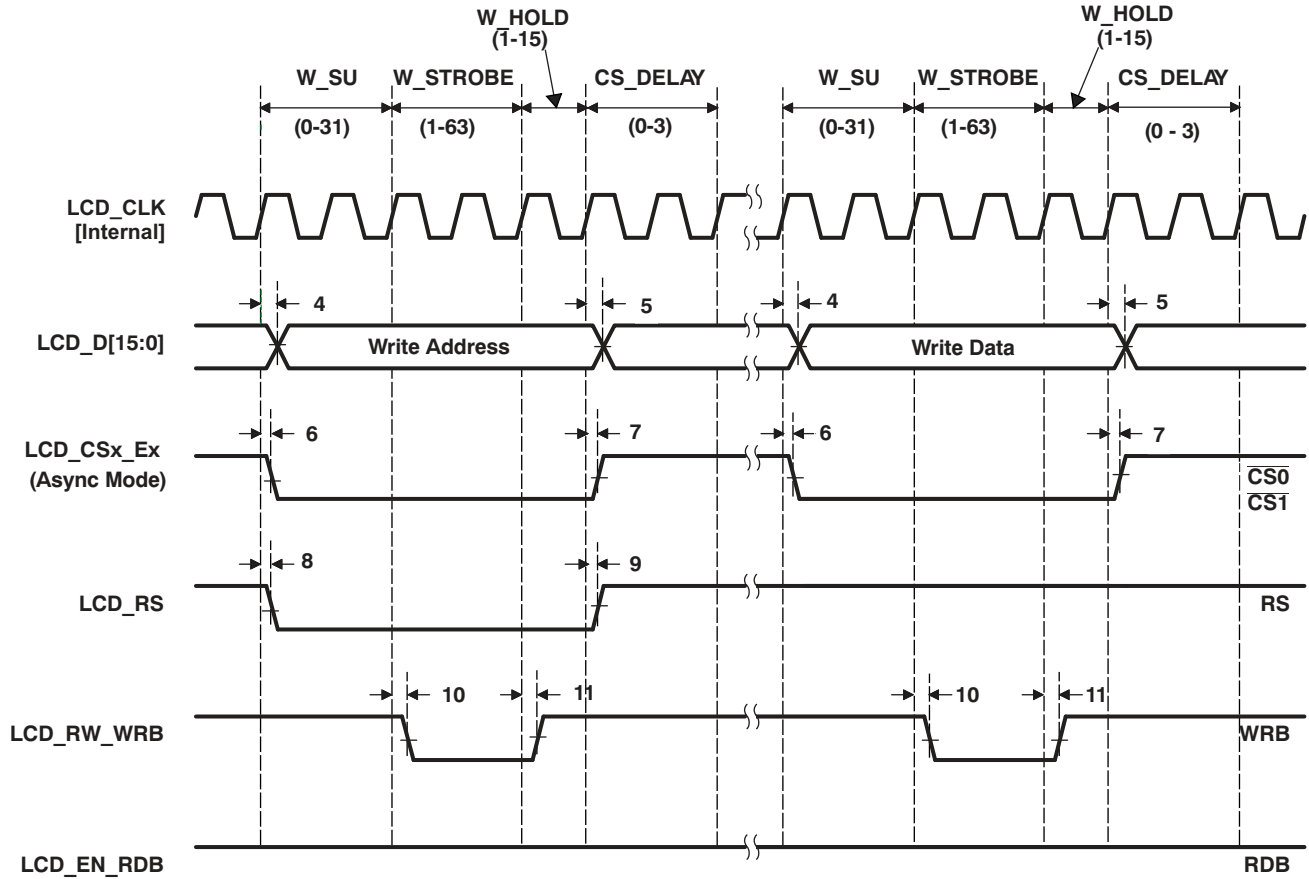 W_HOLD W_HOLD
(1-15) (1-15)
W_SU W_STROBE CS_DELAY W_SU W_STROBE CS_DELAY
(0-31) (1-63) (0-3) (0-31) (1-63) (0 - 3)
LCD_CLK
[Internal]
4 5 4 5
LCD_D[15:0] Write Address Write Data
6 7 6 7
LCD_CSx_Ex
(Async Mode) CS0
CS1
8 9
LCD_RS RS
10 11 10 11
LCD_RW_WRB WRB
LCD_EN_RDB RDB